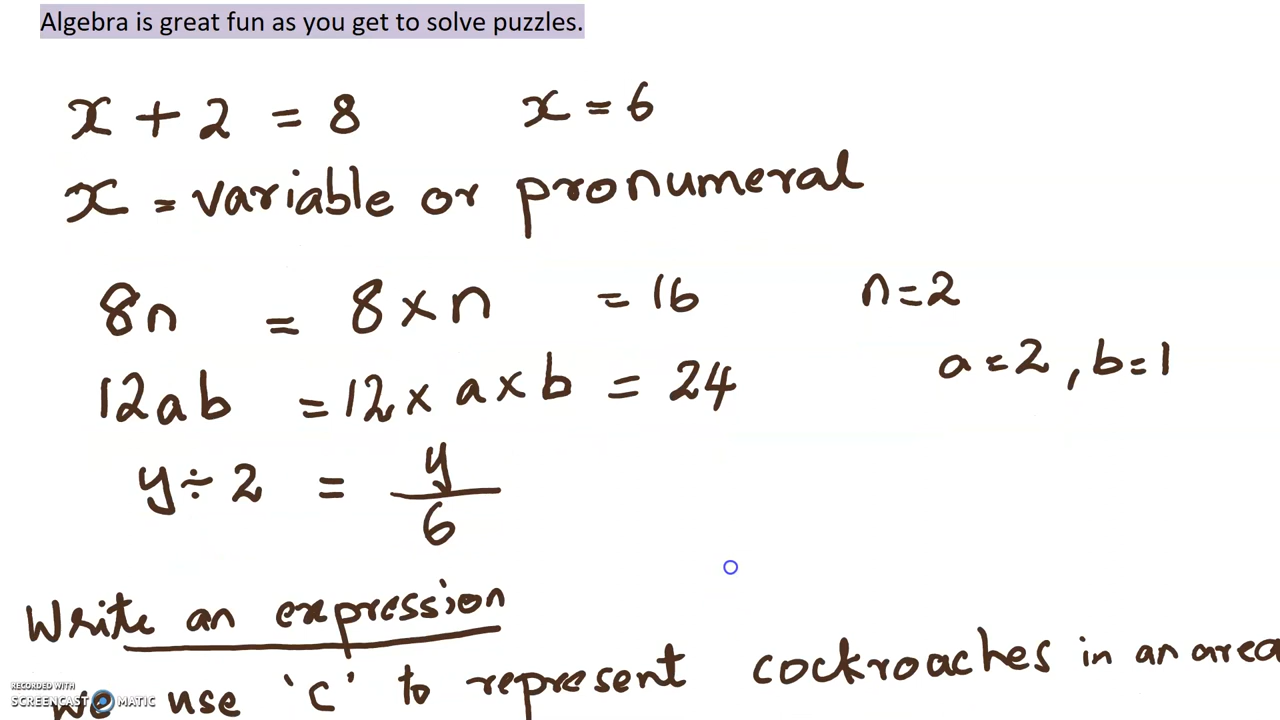 Algebra is great fun as you get to solve puzzles.
x + 2 = 8 x = 6
x = variable or pronumeral
8n = 8 × n = 16 n = 2
12ab = 12 × a × b = 24 a = 2, b = 1
y ÷ 2 = y/6
Write an expression
We use 'c' to represent cockroaches in an area
RECORDED WITH
SCREENCAST MATIC